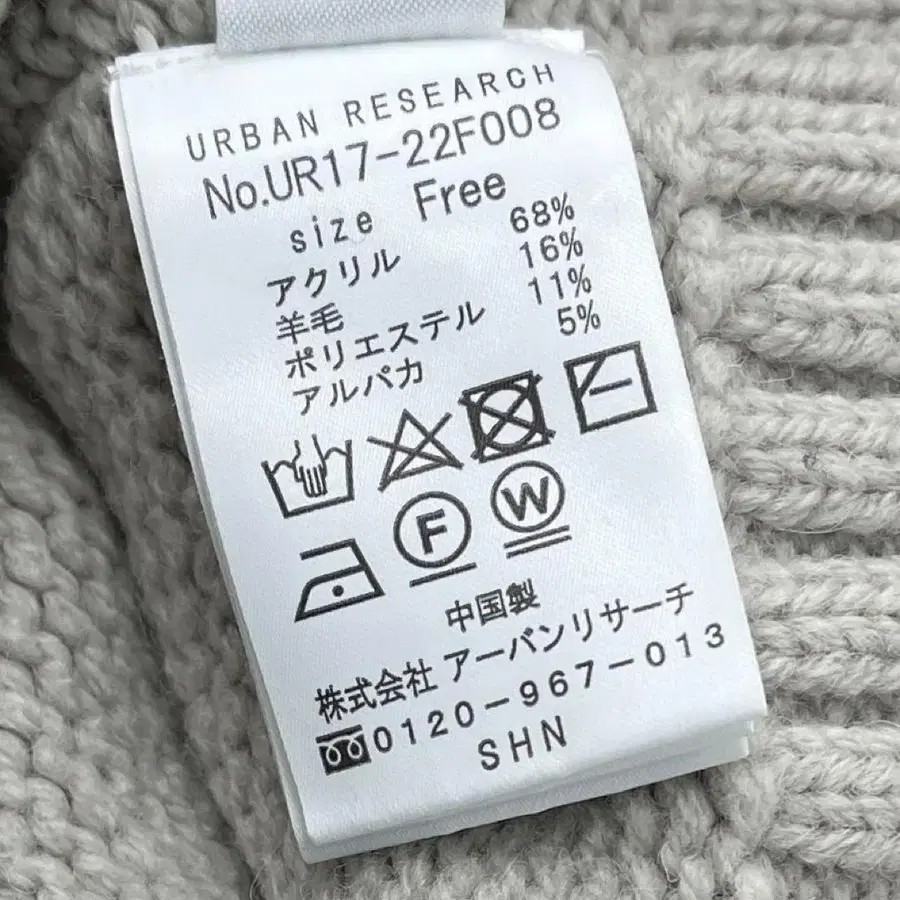 URBAN RESEARCH
No.UR17-22F008
size Free
アクリル 68%
羊毛 16%
ポリエステル 11%
アルパカ 5%
F W
中国製
株式会社 アーバンリサーチ
0120-967-013
SHN